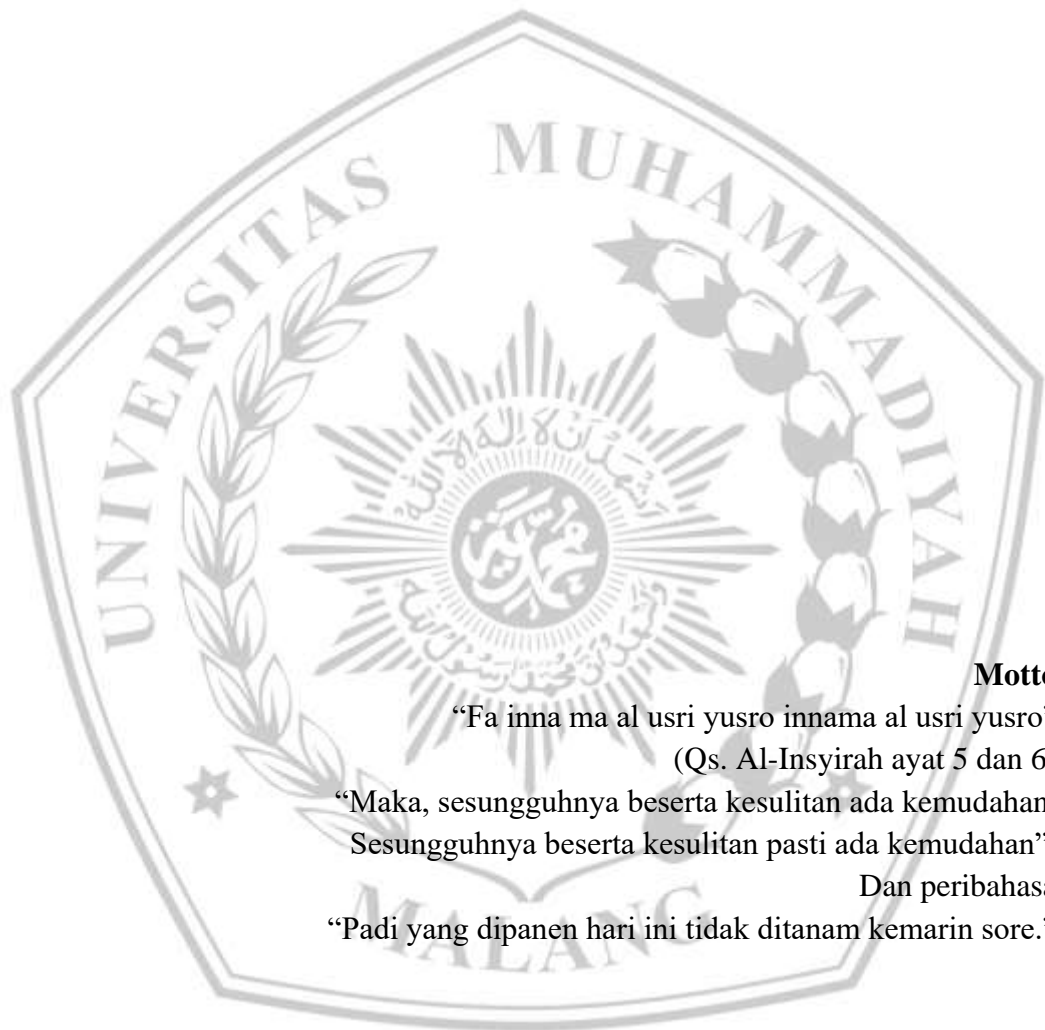 UNIVERSITAS MUHAMMADIYAH
MALANG
Motto
“Fa inna ma al usri yusro innama al usri yusro”
(Qs. Al-Insyirah ayat 5 dan 6
“Maka, sesungguhnya beserta kesulitan ada kemudahan
Sesungguhnya beserta kesulitan pasti ada kemudahan”
Dan peribahasa
“Padi yang dipanen hari ini tidak ditanam kemarin sore.”